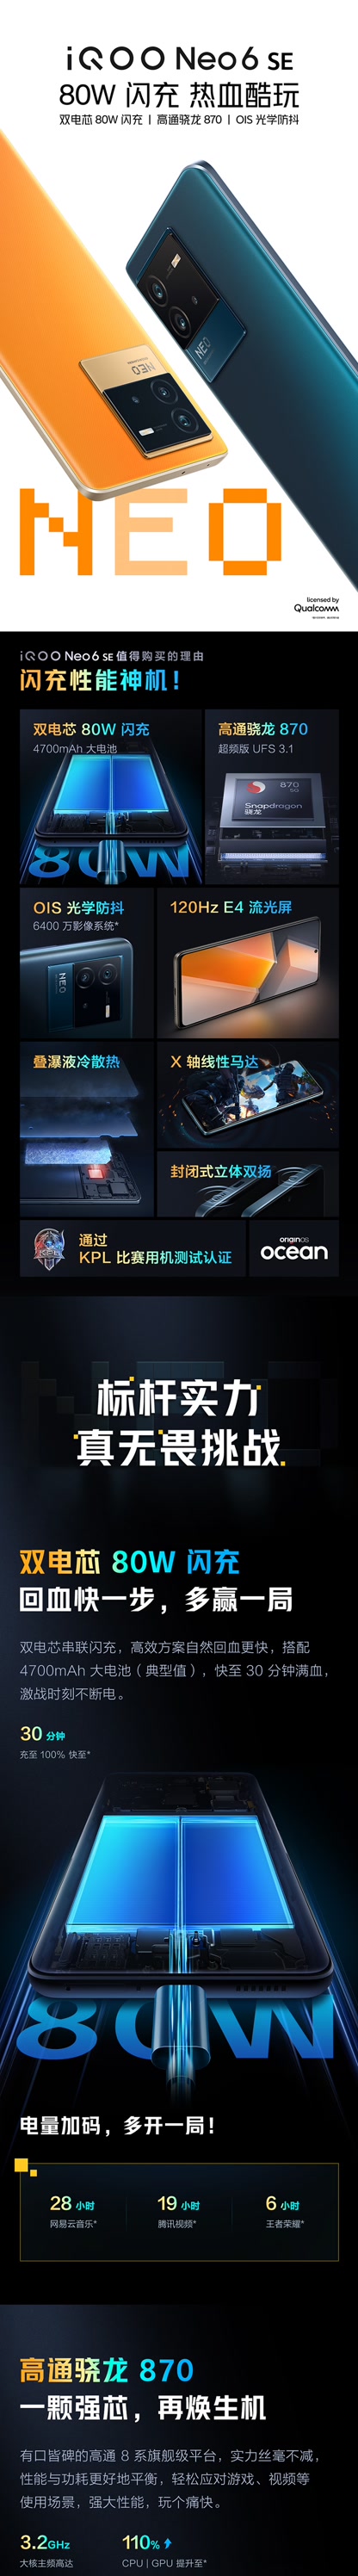 iQOO Neo6 SE
80W 闪充 热血酷玩
双电芯 80W 闪充 | 高通骁龙 870 | OIS 光学防抖
NEO
NEO
NEO
licensed by
Qualcomm
iQOO Neo6 SE 值得购买的理由
闪充性能神机！
双电芯 80W 闪充
4700mAh 大电池
80W
高通骁龙 870
超频版 UFS 3.1
870
5G
Snapdragon
骁龙
OIS 光学防抖
6400 万影像系统*
NEO
120Hz E4 流光屏
叠瀑液冷散热
X 轴线性马达
封闭式立体双扬
KPL
通过
KPL 比赛用机测试认证
originOS
ocean
标杆实力
真无畏挑战
双电芯 80W 闪充
回血快一步，多赢一局
双电芯串联闪充，高效方案自然回血更快，搭配
4700mAh 大电池（典型值），快至 30 分钟满血，
激战时刻不断电。
30 分钟
充至 100% 快至*
80W
电量加码，多开一局！
28 小时
网易云音乐*
19 小时
腾讯视频*
6 小时
王者荣耀*
高通骁龙 870
一颗强芯，再焕生机
有口皆碑的高通 8 系旗舰级平台，实力丝毫不减，
性能与功耗更好地平衡，轻松应对游戏、视频等
使用场景，强大性能，玩个痛快。
3.2GHz
大核主频高达
110%
CPU | GPU 提升至*